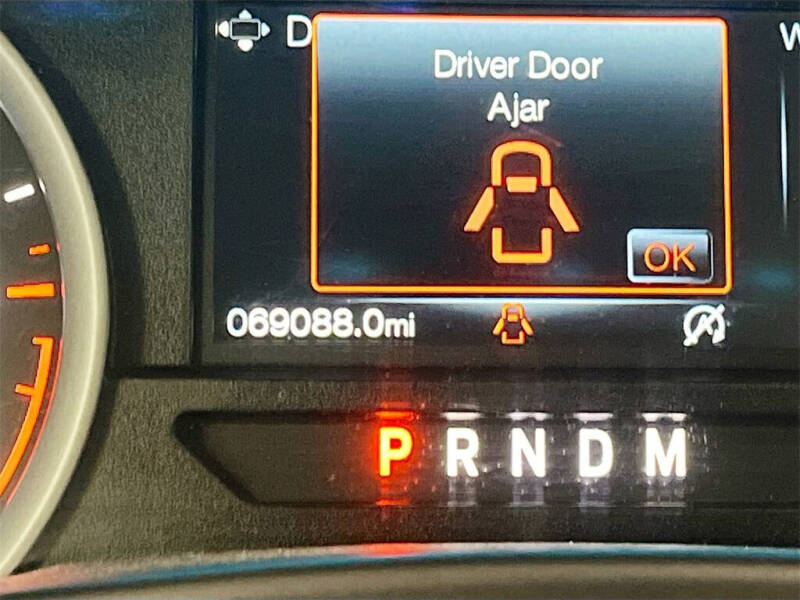 D
Driver Door
Ajar
OK
069088.0mi
P R N D M